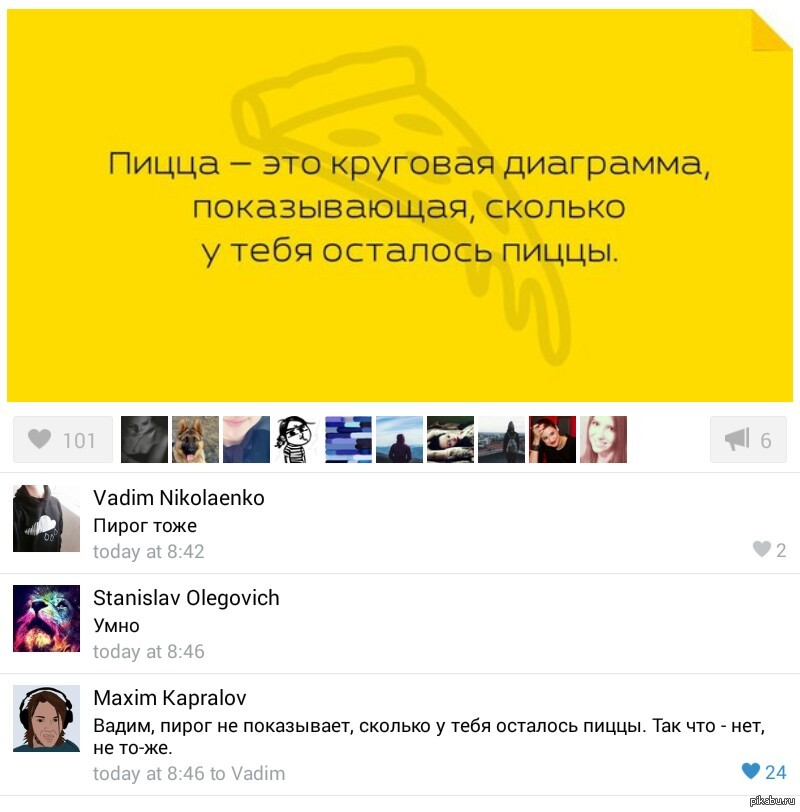 Пицца – это круговая диаграмма,
показывающая, сколько
у тебя осталось пиццы.
101
6
Vadim Nikolaenko
Пирог тоже
today at 8:42
2
Stanislav Olegovich
Умно
today at 8:46
Maxim Kapralov
Вадим, пирог не показывает, сколько у тебя осталось пиццы. Так что - нет,
не то-же.
today at 8:46 to Vadim
24
pikabu.ru